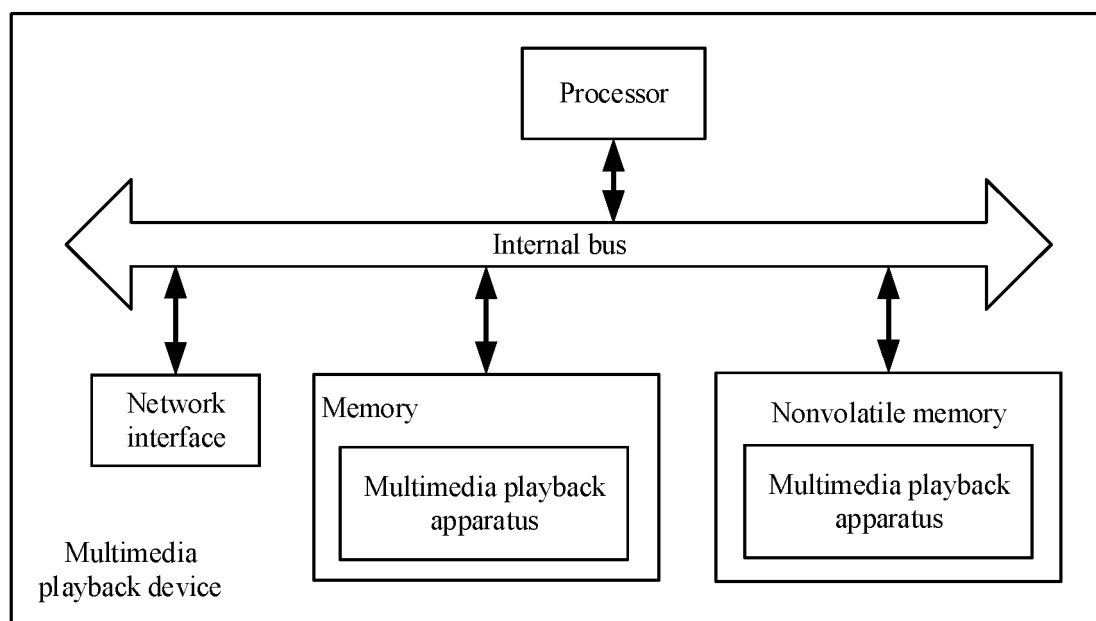 Processor
Internal bus
Network
interface
Memory
Multimedia playback
apparatus
Nonvolatile memory
Multimedia playback
apparatus
Multimedia
playback device